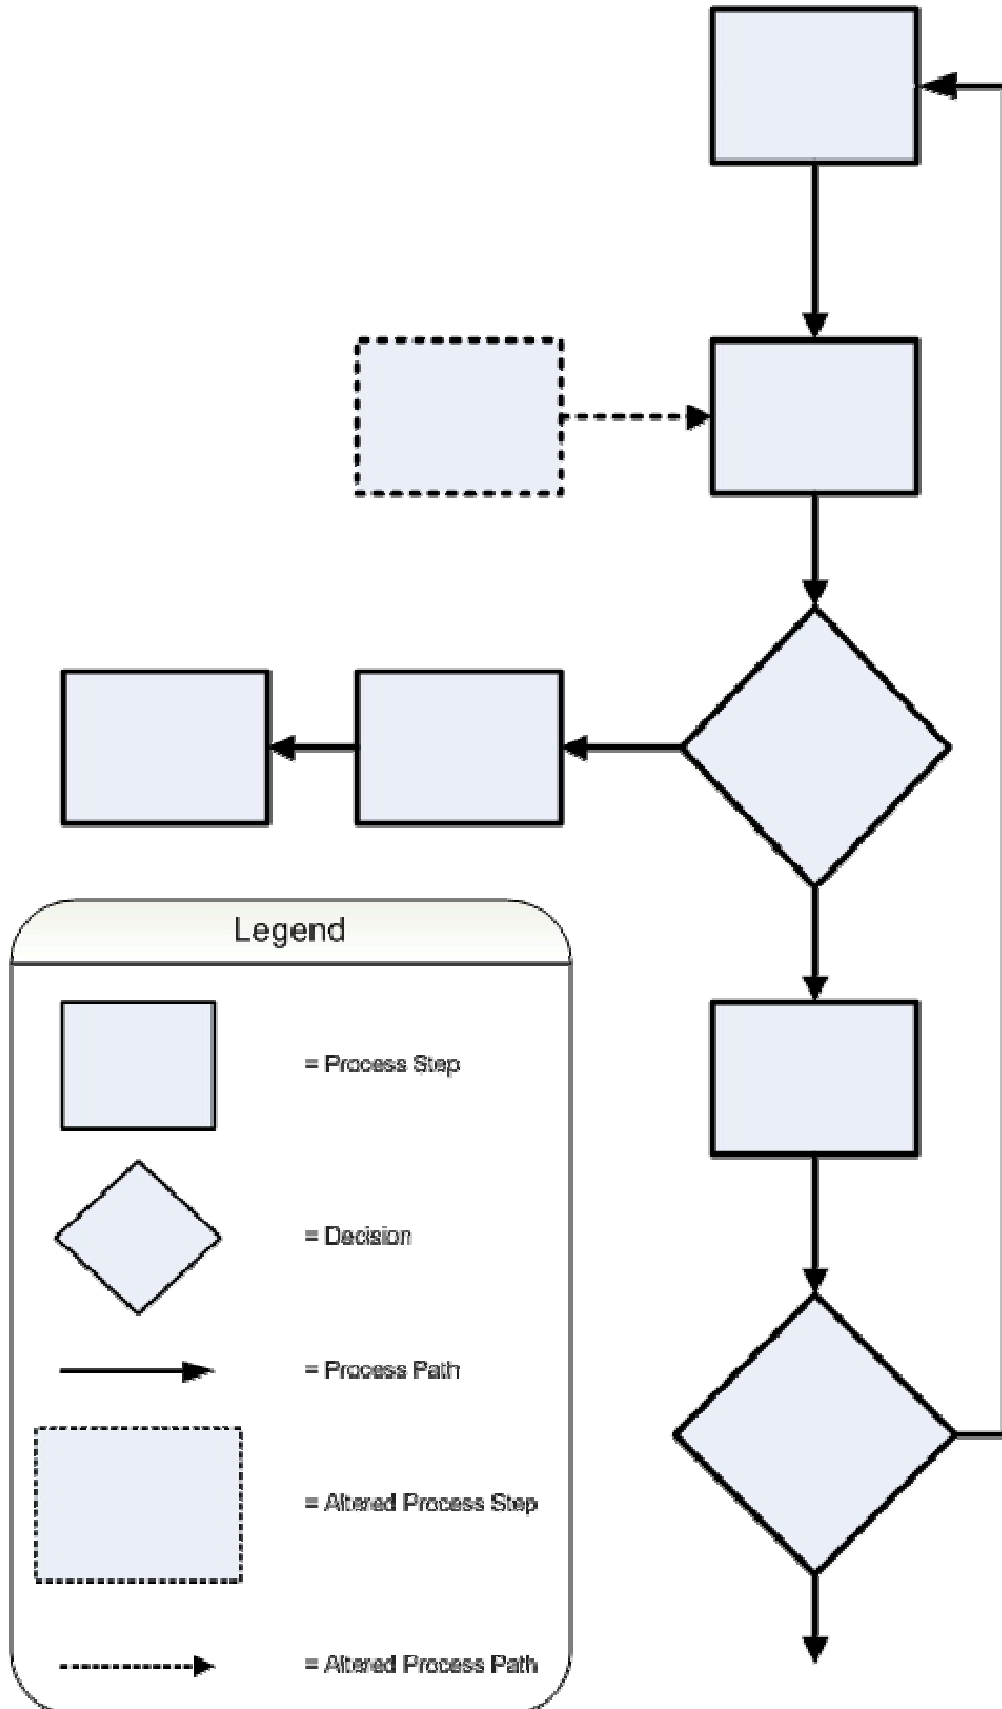 Legend
= Process Step
= Decision
= Process Path
= Altered Process Step
= Altered Process Path